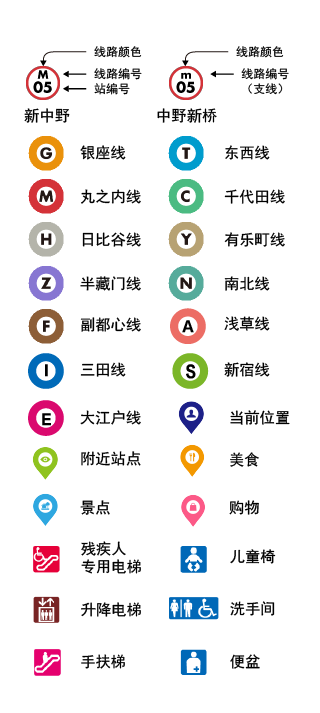 线路颜色
M
05
线路编号
站编号
新中野
线路颜色
m
05
线路编号
（支线）
中野新桥
G 银座线
T 东西线
M 丸之内线
C 千代田线
H 日比谷线
Y 有乐町线
Z 半藏门线
N 南北线
F 副都心线
A 浅草线
I 三田线
S 新宿线
E 大江户线
当前位置
附近站点
美食
景点
购物
残疾人
专用电梯
儿童椅
升降电梯
洗手间
手扶梯
便盆